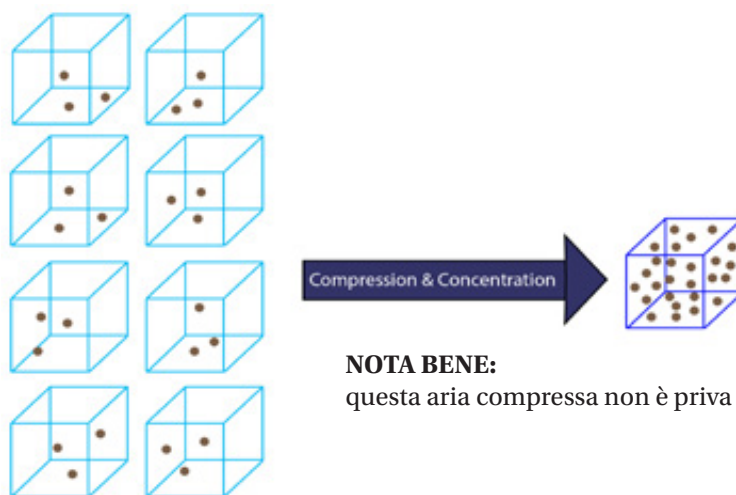 Compression & Concentration
NOTA BENE:
questa aria compressa non è priva